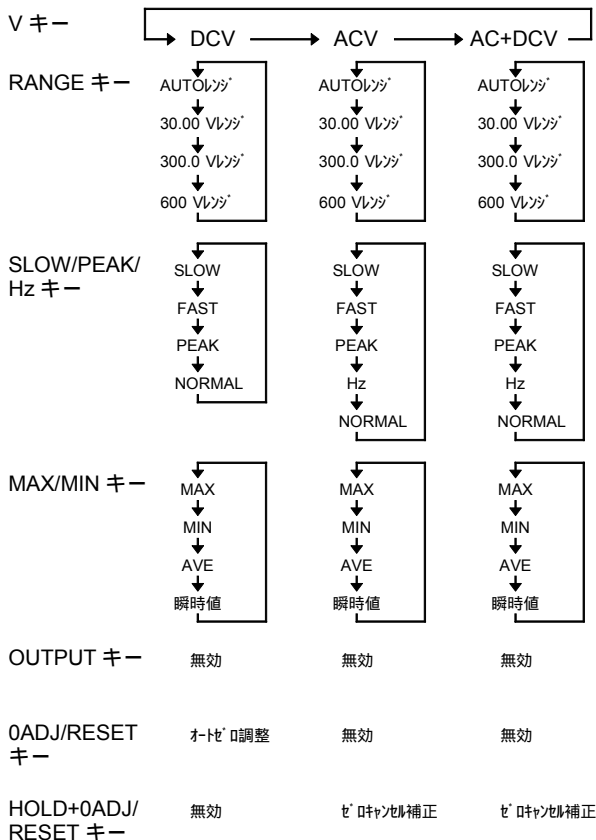 V キー
DCV ACV AC+DCV
RANGE キー
AUTOﾚﾝｼﾞ AUTOﾚﾝｼﾞ AUTOﾚﾝｼﾞ
30.00 Vﾚﾝｼﾞ 30.00 Vﾚﾝｼﾞ 30.00 Vﾚﾝｼﾞ
300.0 Vﾚﾝｼﾞ 300.0 Vﾚﾝｼﾞ 300.0 Vﾚﾝｼﾞ
600 Vﾚﾝｼﾞ 600 Vﾚﾝｼﾞ 600 Vﾚﾝｼﾞ
SLOW/PEAK/
Hz キー
SLOW SLOW SLOW
FAST FAST FAST
PEAK PEAK PEAK
NORMAL Hz Hz
NORMAL NORMAL
MAX/MIN キー
MAX MAX MAX
MIN MIN MIN
AVE AVE AVE
瞬時値 瞬時値 瞬時値
OUTPUT キー 無効 無効 無効
0ADJ/RESET
キー
ｵｰﾄｾﾞﾛ調整 無効 無効
HOLD+0ADJ/
RESET キー
無効 ｾﾞﾛｷｬﾝｾﾙ補正 ｾﾞﾛｷｬﾝｾﾙ補正